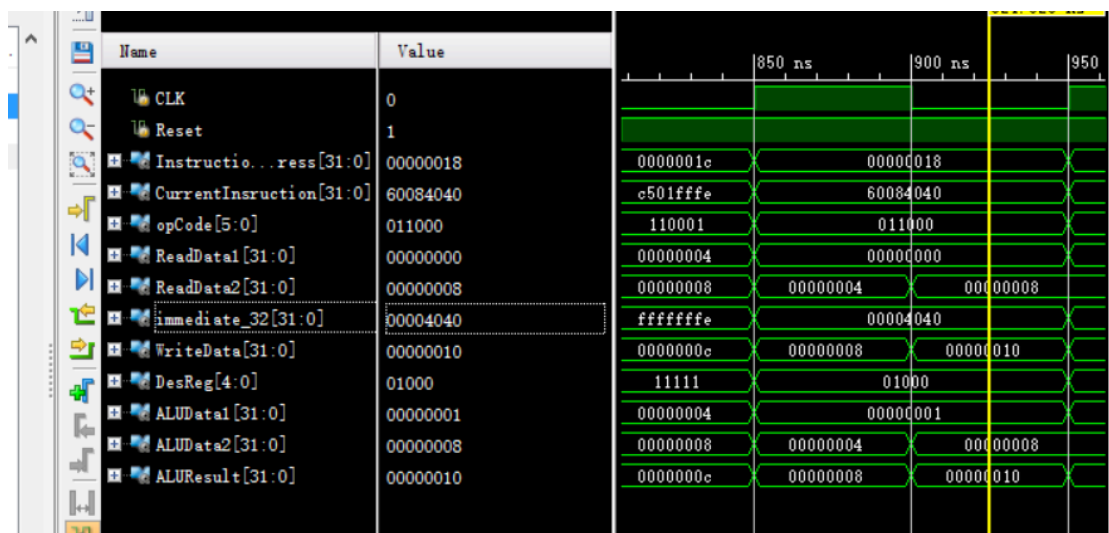 Name Value
850 ns 900 ns 950
CLK 0
Reset 1
Instructio...ress[31:0] 00000018 0000001c 00000018
CurrentInsruction[31:0] 60084040 c501fffe 60084040
opCode[5:0] 011000 110001 011000
ReadData1[31:0] 00000000 00000004 00000000
ReadData2[31:0] 00000008 00000008 00000004 00000008
immediate_32[31:0] 00004040 fffffffe 00004040
WriteData[31:0] 00000010 0000000c 00000008 00000010
DesReg[4:0] 01000 11111 01000
ALUData1[31:0] 00000001 00000004 00000001
ALUData2[31:0] 00000008 00000008 00000004 00000008
ALUResult[31:0] 00000010 0000000c 00000008 00000010